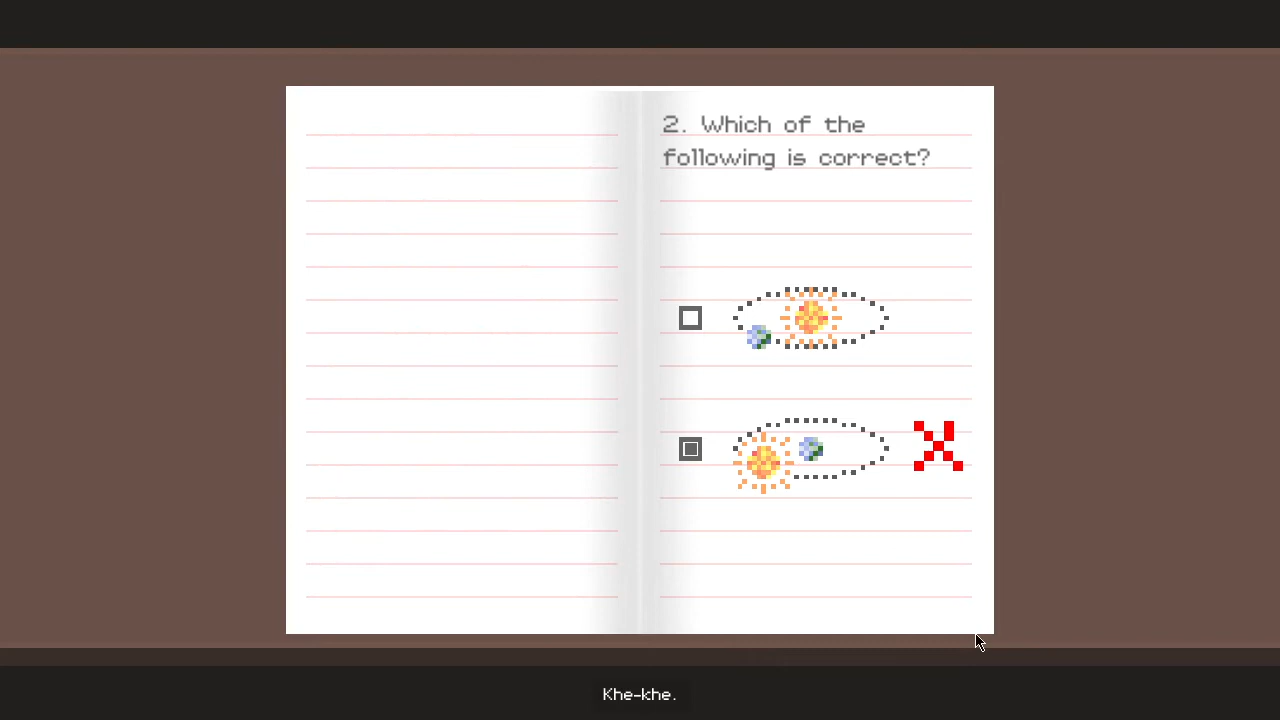 2. Which of the
following is correct?
Khe-khe.